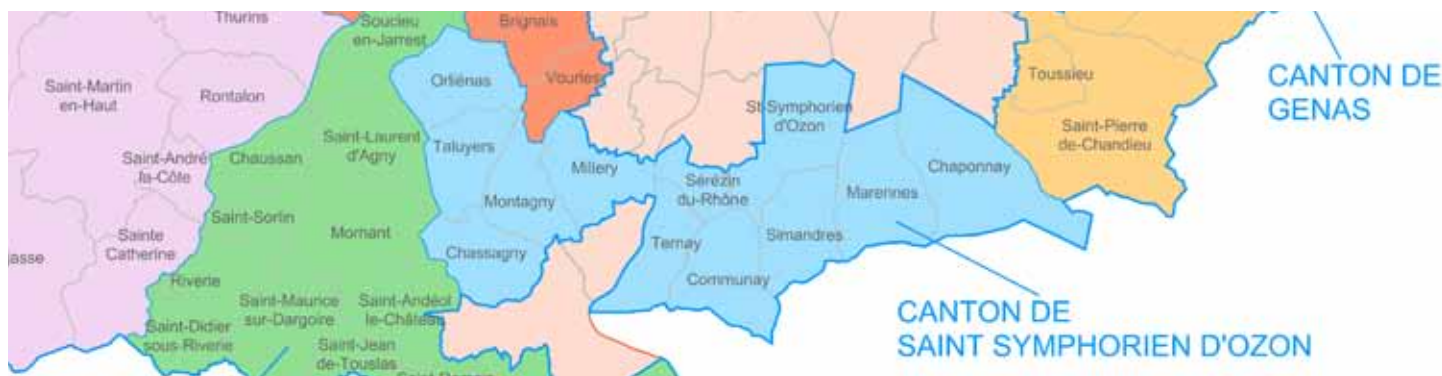 Thurins
Soucieu
en-Jarrest
Brignais
Vourles
Orliénas
Saint-Martin
en-Haut
Rontalon
Toussieu
CANTON DE
GENAS
St-Symphorien
d'Ozon
Saint-Pierre
de-Chandieu
Saint-Laurent
d'Agny
Taluyers
Millery
Chaponnay
Saint-André
la-Côte
Chaussan
Sérézin
du-Rhône
Marennes
Montagny
Saint-Sorlin
Mornant
Sainte
Catherine
Ternay
Simandres
Chassagny
Communay
Riverie
Saint-Maurice
sur-Dargoire
Saint-Andéol
le-Château
CANTON DE
SAINT SYMPHORIEN D'OZON
Saint-Didier
sous-Riverie
Saint-Jean
de-Touslas